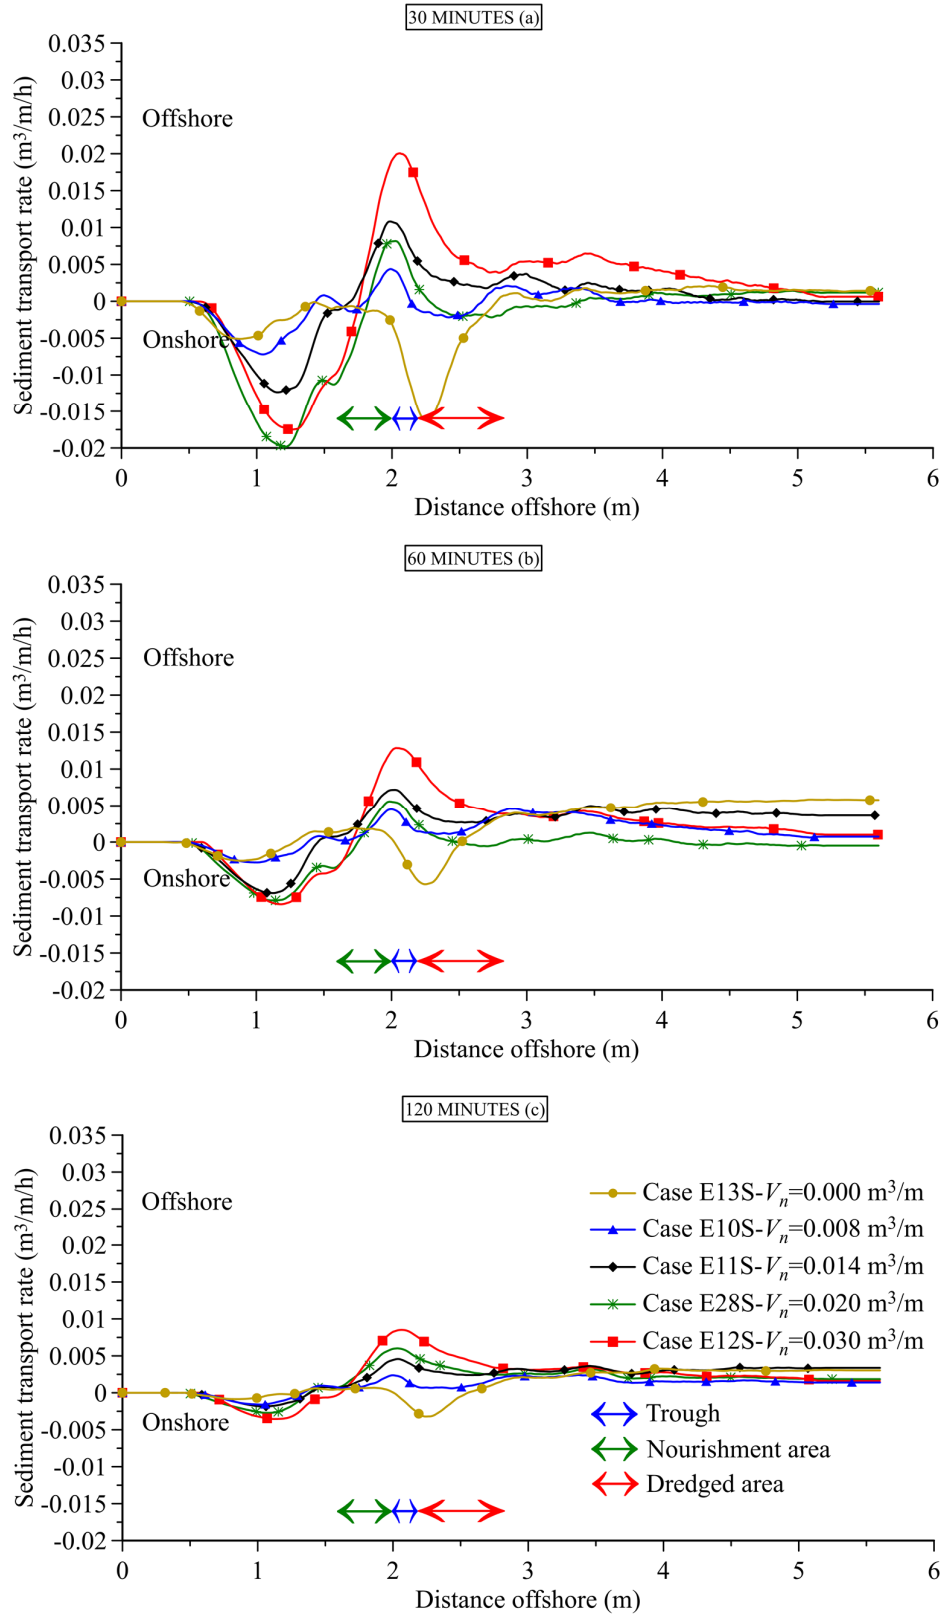 30 MINUTES (a)
Sediment transport rate (m³/m/h)
0.035
0.03
0.025
0.02
0.015
0.01
0.005
0
-0.005
-0.01
-0.015
-0.02
Offshore
Onshore
0 1 2 3 4 5 6
Distance offshore (m)
60 MINUTES (b)
Sediment transport rate (m³/m/h)
0.035
0.03
0.025
0.02
0.015
0.01
0.005
0
-0.005
-0.01
-0.015
-0.02
Offshore
Onshore
0 1 2 3 4 5 6
Distance offshore (m)
120 MINUTES (c)
Sediment transport rate (m³/m/h)
0.035
0.03
0.025
0.02
0.015
0.01
0.005
0
-0.005
-0.01
-0.015
-0.02
Offshore
Onshore
Case E13S-Vn=0.000 m³/m
Case E10S-Vn=0.008 m³/m
Case E11S-Vn=0.014 m³/m
Case E28S-Vn=0.020 m³/m
Case E12S-Vn=0.030 m³/m
Trough
Nourishment area
Dredged area
0 1 2 3 4 5 6
Distance offshore (m)